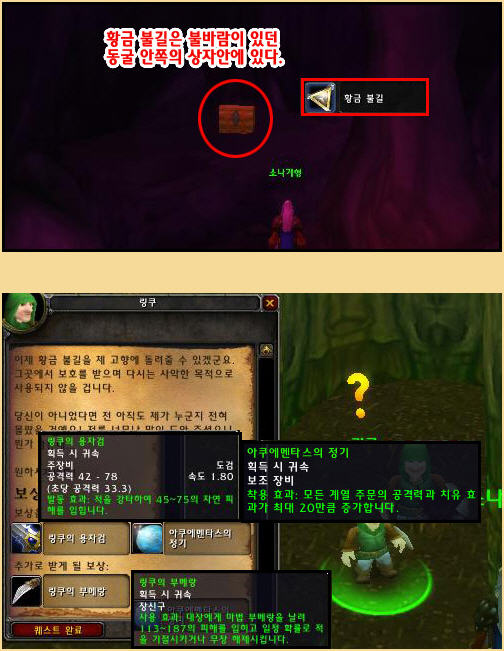 황금 불길은 불바람이 있던
동굴 안쪽의 상자안에 있다.
황금 불길
소나기형
링쿠
이제 황금 불길을 제 고향에 돌려줄 수 있겠군요.
그곳에서 보호를 받으며 다시는 사악한 목적으로
사용되지 않을 겁니다.
당신이 아니었다면 전 아직도 제가 누군지 전혀
링쿠의 용자검
획득 시 귀속
주장비 도검
공격력 42 - 78 속도 1.80
(초당 공격력 33.3)
발동 효과: 적을 강타하여 45~75의 자연 피
해를 입힙니다.
아쿠에멘타스의 정기
획득 시 귀속
보조 장비
착용 효과: 모든 계열 주문의 공격력과 치유 효
과가 최대 20만큼 증가합니다.
링쿠의 용자검
아쿠에멘타스의
정기
추가로 받게 될 보상:
링쿠의 부메랑
링쿠의 부메랑
획득 시 귀속
장신구
사용 효과: 대상에게 마법 부메랑을 날려
113~187의 피해를 입히고 일정 확률로 적
을 기절시키거나 무장 해제시킵니다.
퀘스트 완료